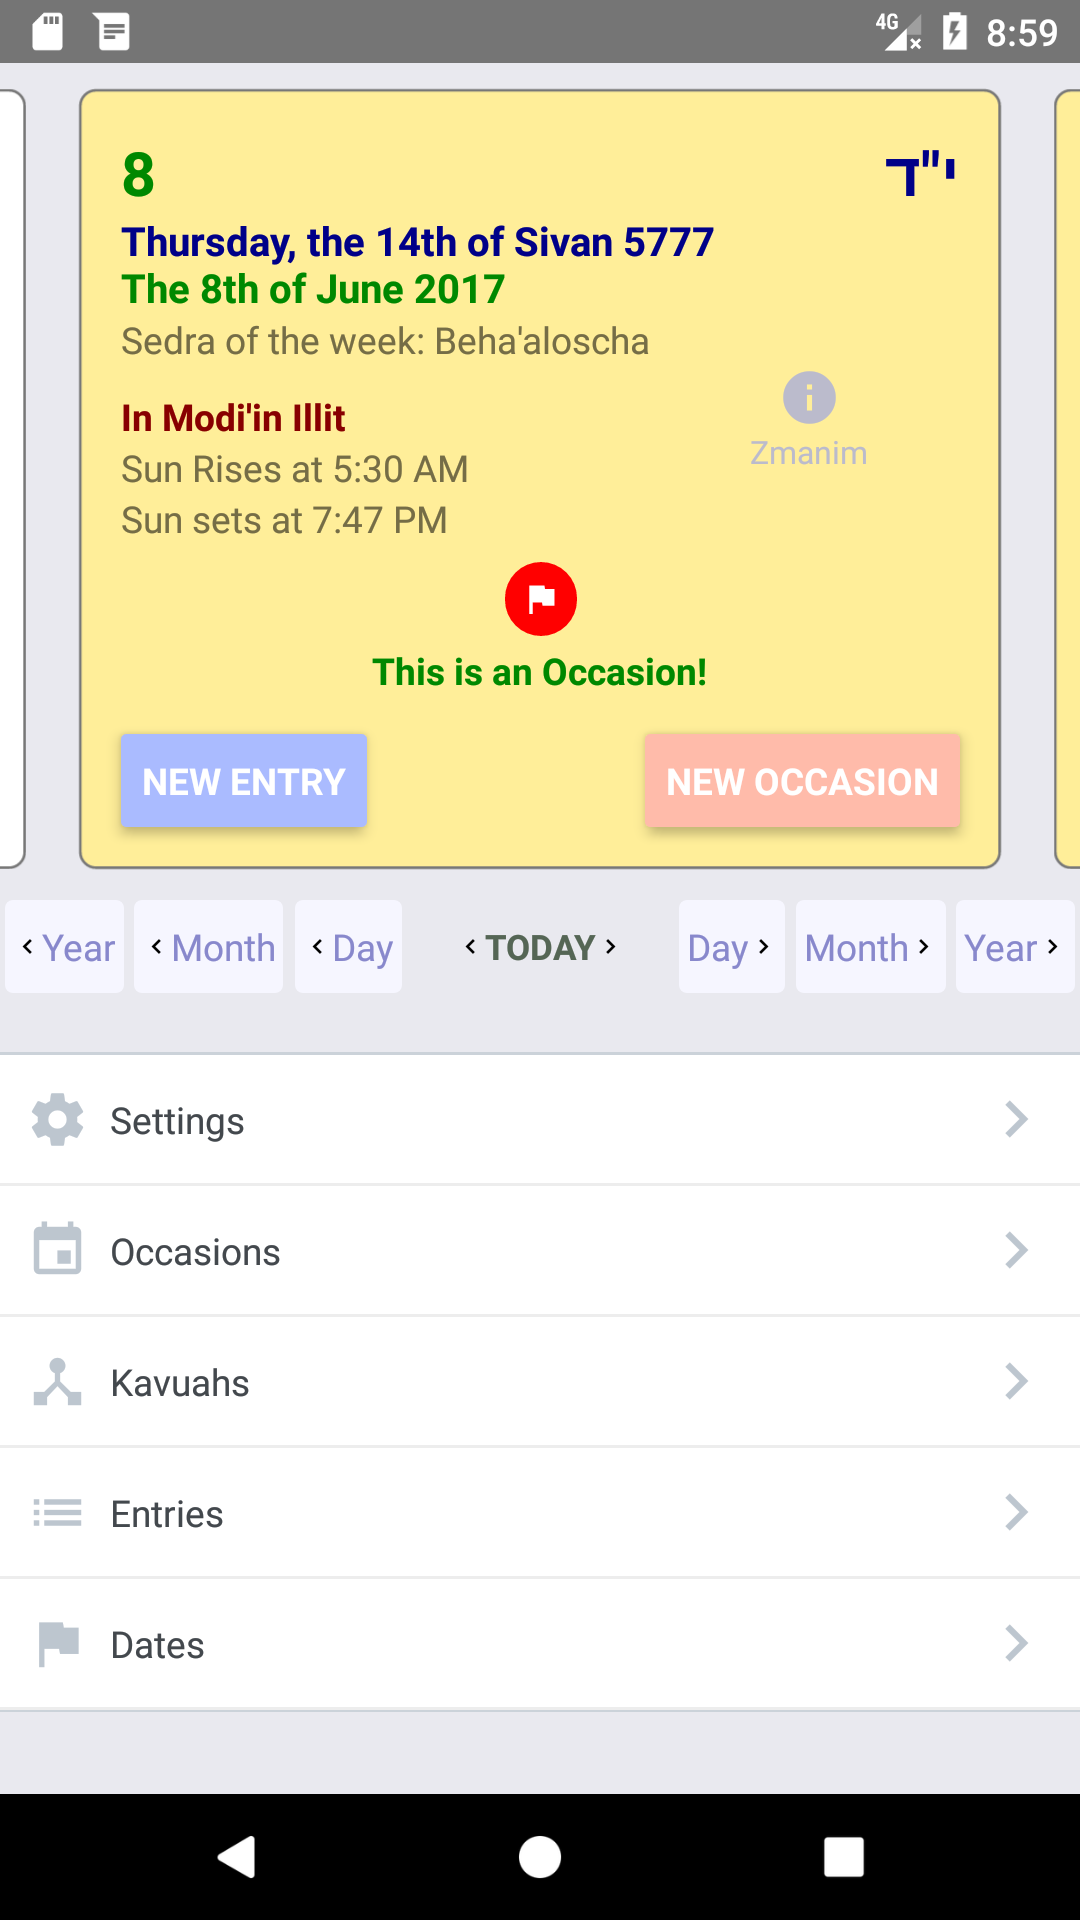 4G 8:59
8 י"ד
Thursday, the 14th of Sivan 5777
The 8th of June 2017
Sedra of the week: Beha'aloscha
In Modi'in Illit
Zmanim
Sun Rises at 5:30 AM
Sun sets at 7:47 PM
This is an Occasion!
NEW ENTRY NEW OCCASION
Year Month Day TODAY Day Month Year
Settings
Occasions
Kavuahs
Entries
Dates